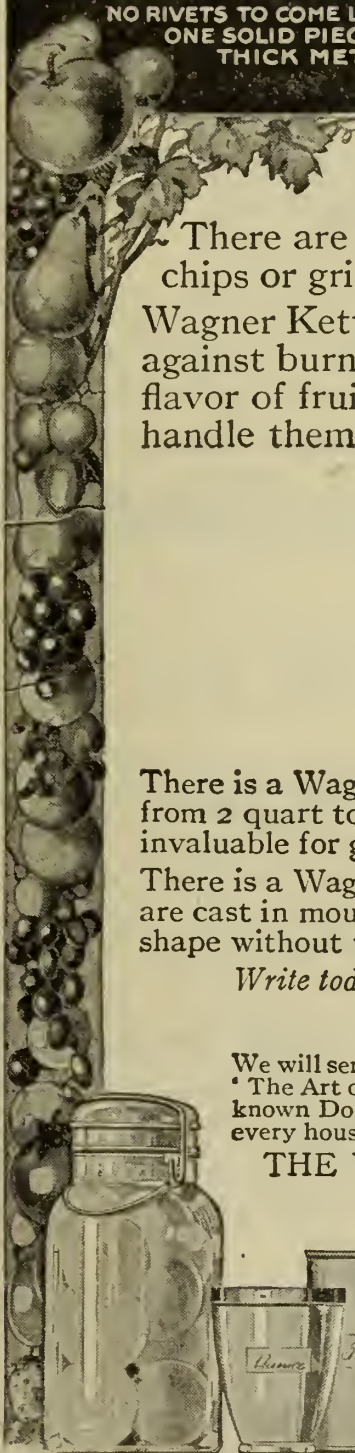 NO RIVETS TO COME L
ONE SOLID PIEC
THICK MET
There are
chips or gri
Wagner Kett
against burn
flavor of frui
handle them
There is a Wag
from 2 quart to
invaluable for g
There is a Wag
are cast in mou
shape without
Write tod
We will sen
The Art o
known Do
every hous
THE